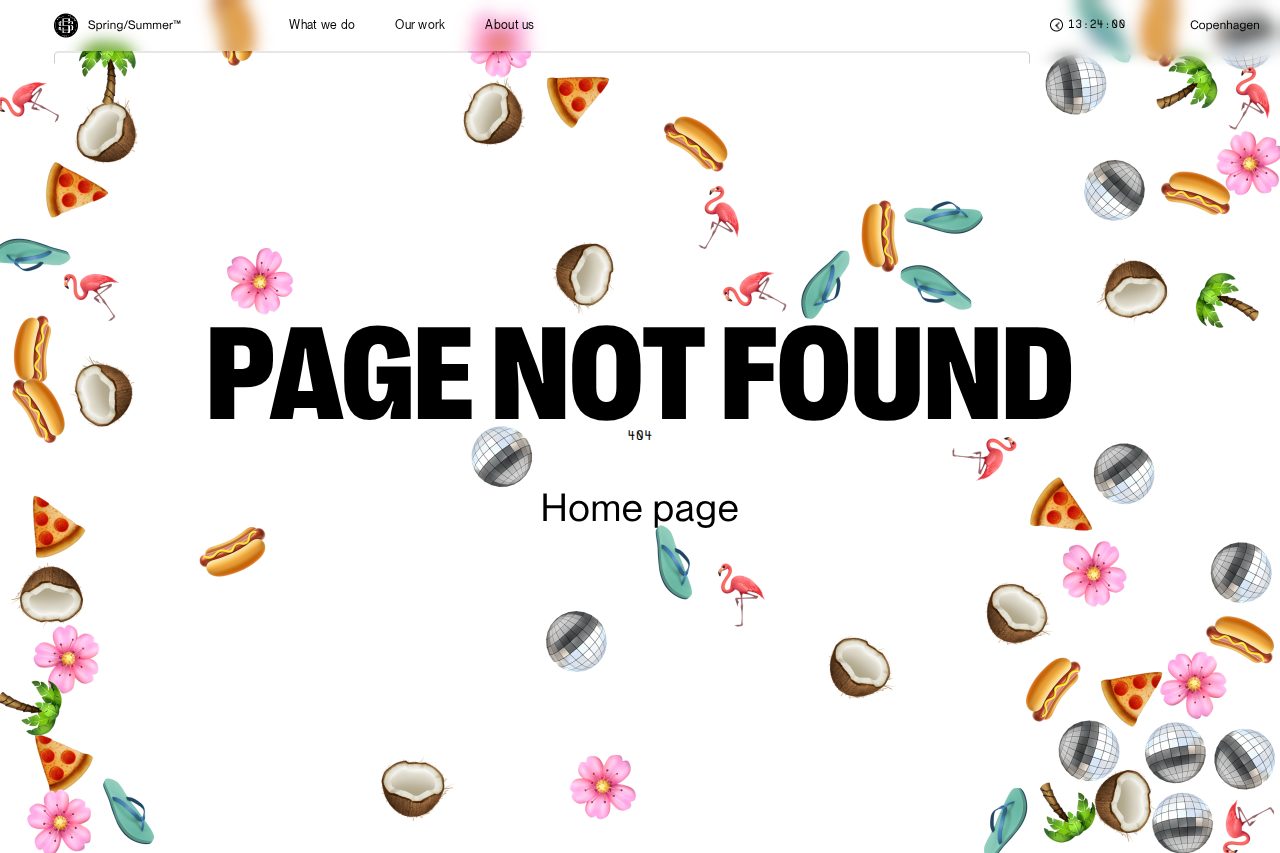 Spring/Summer™
What we do
Our work
About us
13:24:00
Copenhagen
PAGE NOT FOUND
404
Home page